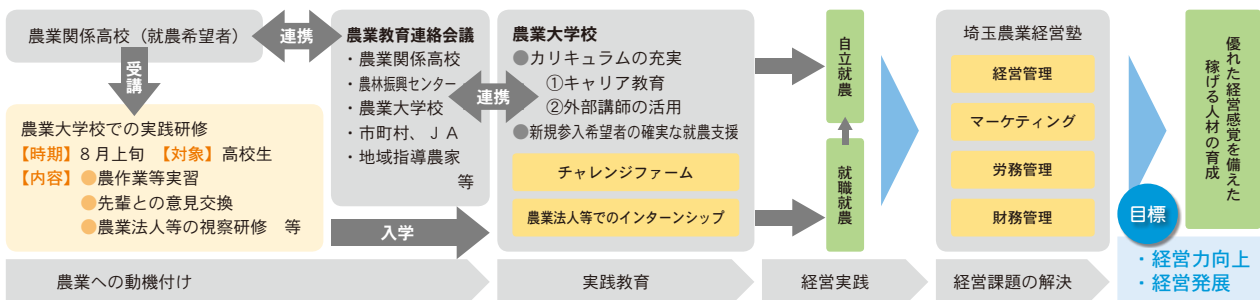 農業関係高校（就農希望者）
連携
受講
農業大学校での実践研修
【時期】８月上旬　【対象】高校生
【内容】●農作業等実習
●先輩との意見交換
●農業法人等の視察研修　等
農業教育連絡会議
・農業関係高校
・農林振興センター
・農業大学校
・市町村、ＪＡ
・地域指導農家
等
連携
入学
農業大学校
●カリキュラムの充実
①キャリア教育
②外部講師の活用
●新規参入希望者の確実な就農支援
チャレンジファーム
農業法人等でのインターンシップ
自立就農
就職就農
埼玉農業経営塾
経営管理
マーケティング
労務管理
財務管理
優れた経営感覚を備えた
稼げる人材の育成
目標
・経営力向上
・経営発展
農業への動機付け
実践教育
経営実践
経営課題の解決